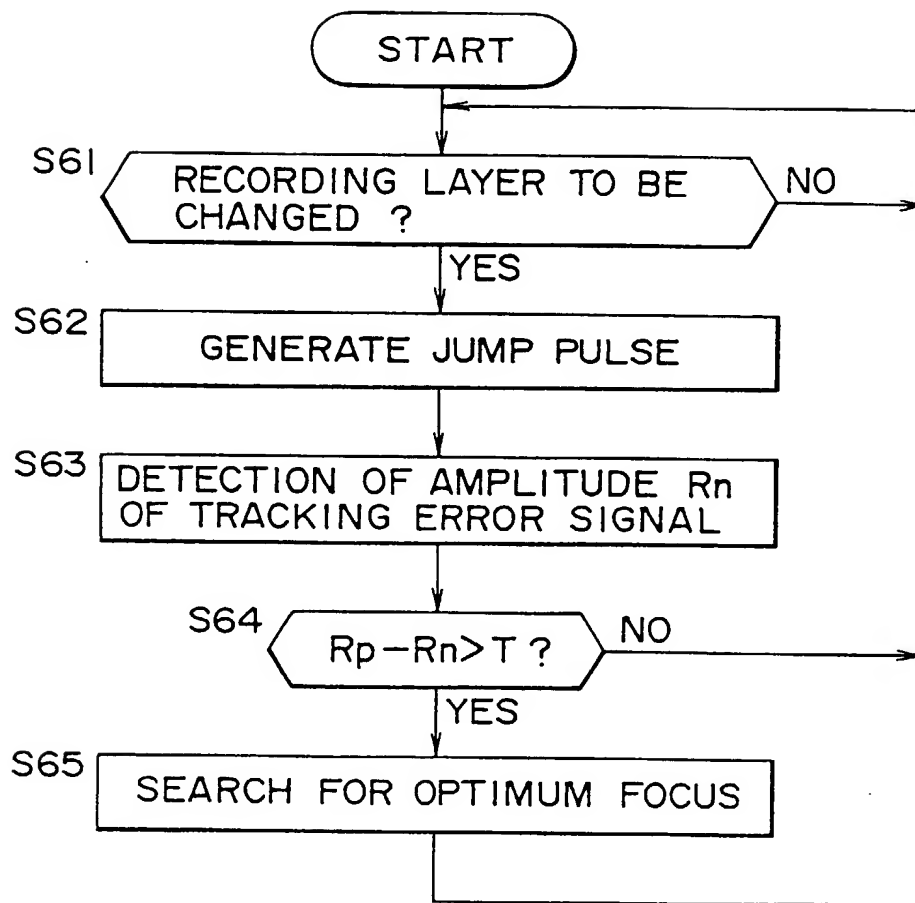 START
S61
RECORDING LAYER TO BE
CHANGED ?
NO
YES
S62
GENERATE JUMP PULSE
S63
DETECTION OF AMPLITUDE Rn
OF TRACKING ERROR SIGNAL
S64
Rp-Rn>T ?
NO
YES
S65
SEARCH FOR OPTIMUM FOCUS